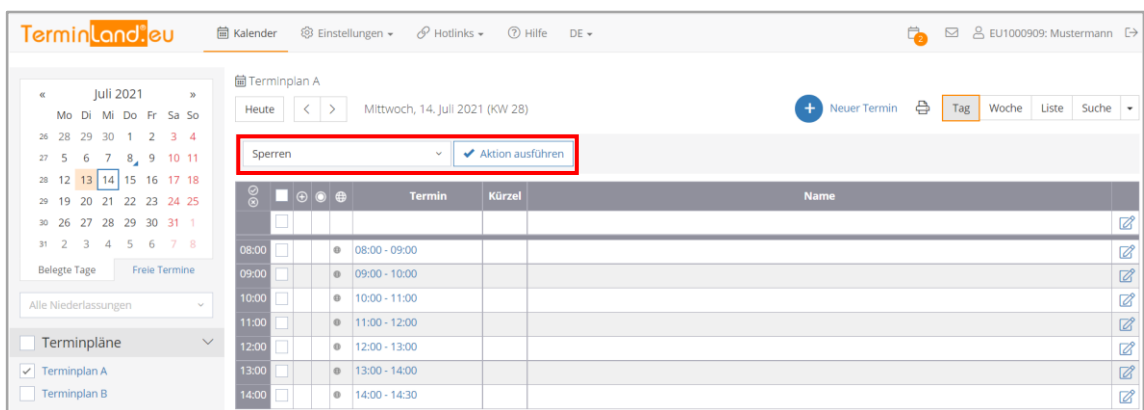 TerminLand.eu
Kalender Einstellungen Hotlinks Hilfe DE 2 EU1000909: Mustermann
« Juli 2021 »
Mo Di Mi Do Fr Sa So
26 28 29 30 1 2 3 4
27 5 6 7 8 9 10 11
28 12 13 14 15 16 17 18
29 19 20 21 22 23 24 25
30 26 27 28 29 30 31 1
31 2 3 4 5 6 7 8
Belegte Tage Freie Termine
Alle Niederlassungen
Terminpläne
Terminplan A
Terminplan B
Terminplan A
Heute < > Mittwoch, 14. Juli 2021 (KW 28) Neuer Termin Tag Woche Liste Suche
Sperren Aktion ausführen
Termin Kürzel Name
08:00 08:00 - 09:00
09:00 09:00 - 10:00
10:00 10:00 - 11:00
11:00 11:00 - 12:00
12:00 12:00 - 13:00
13:00 13:00 - 14:00
14:00 14:00 - 14:30